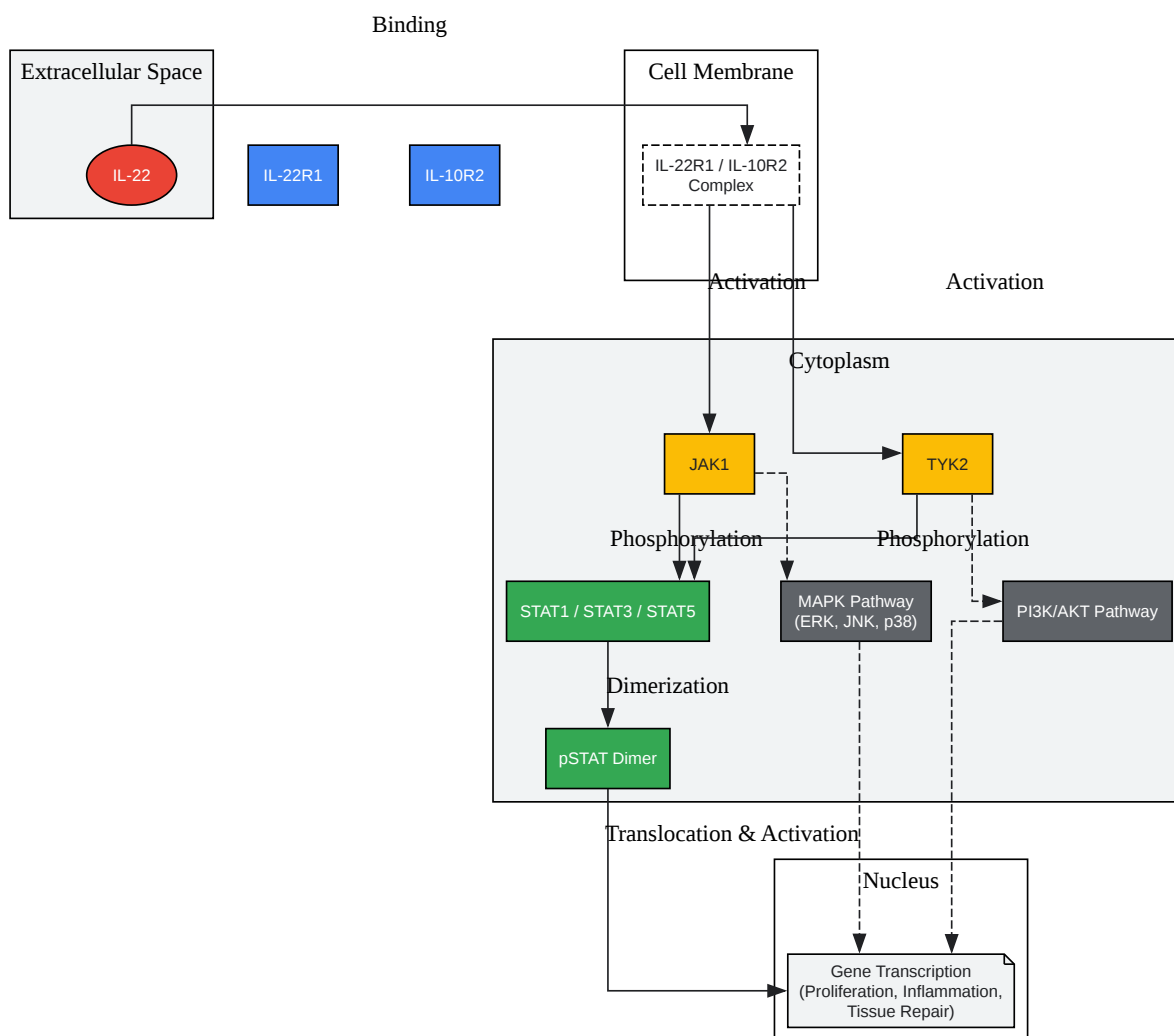 Binding
Extracellular Space
Cell Membrane
IL-22
IL-22R1
IL-10R2
IL-22R1 / IL-10R2
Complex
Activation
Activation
Cytoplasm
JAK1
TYK2
Phosphorylation
Phosphorylation
STAT1 / STAT3 / STAT5
MAPK Pathway
(ERK, JNK, p38)
PI3K/AKT Pathway
Dimerization
pSTAT Dimer
Translocation & Activation
Nucleus
Gene Transcription
(Proliferation, Inflammation,
Tissue Repair)